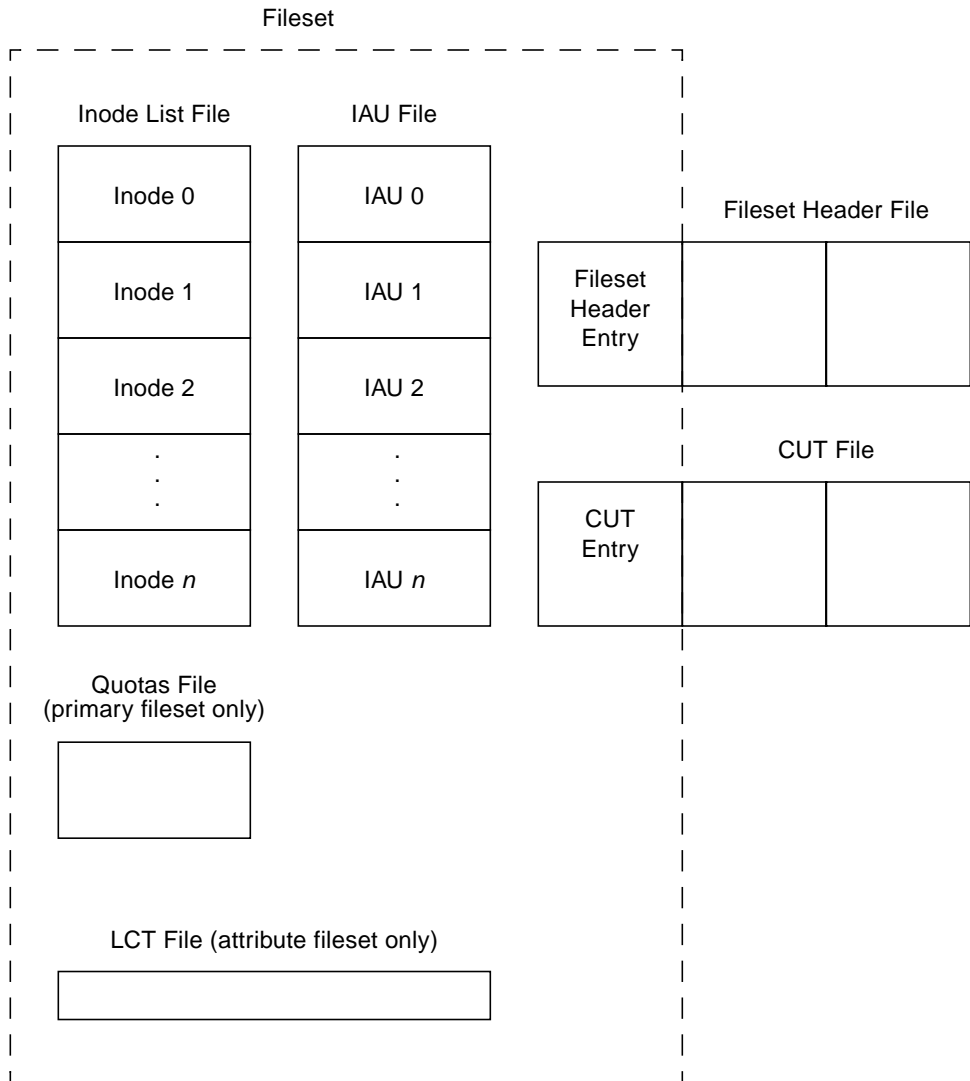 Fileset
Inode List File
IAU File
Inode 0
IAU 0
Fileset Header File
Inode 1
IAU 1
Fileset
Header
Entry
Inode 2
IAU 2
CUT File
.
.
.
.
.
.
CUT
Entry
Inode n
IAU n
Quotas File
(primary fileset only)
LCT File (attribute fileset only)